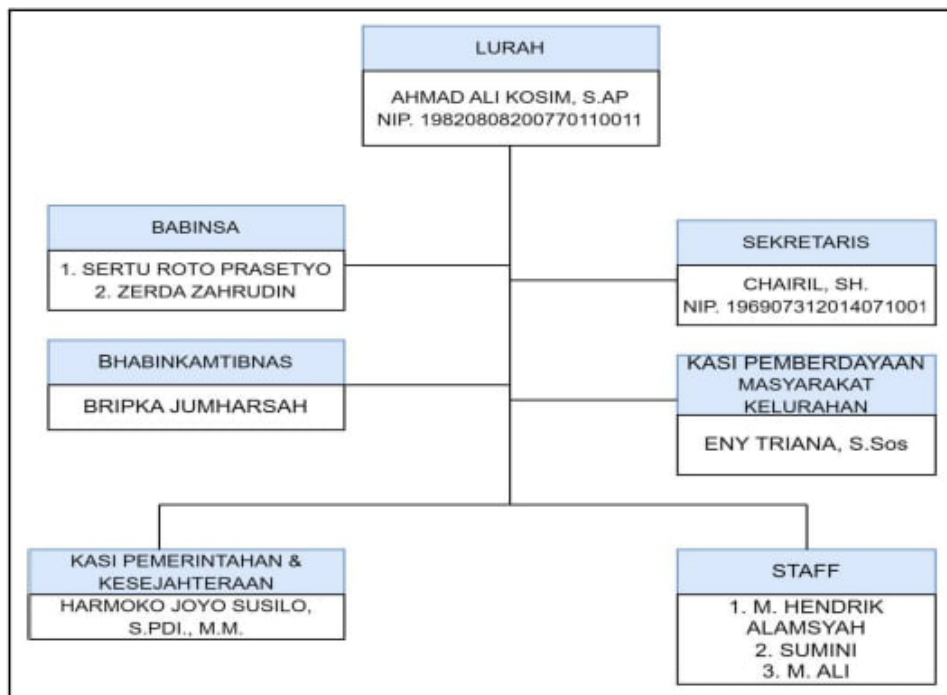 LURAH
AHMAD ALI KOSIM, S.AP
NIP. 198208082007701​10011
BABINSA
1. SERTU ROTO PRASETYO
2. ZERDA ZAHRUDIN
SEKRETARIS
CHAIRIL, SH.
NIP. 196907312014071001
BHABINKAMTIBNAS
BRIPKA JUMHARSAH
KASI PEMBERDAYAAN
MASYARAKAT
KELURAHAN
ENY TRIANA, S.Sos
KASI PEMERINTAHAN &
KESEJAHTERAAN
HARMOKO JOYO SUSILO,
S.PDI., M.M.
STAFF
1. M. HENDRIK
ALAMSYAH
2. SUMINI
3. M. ALI